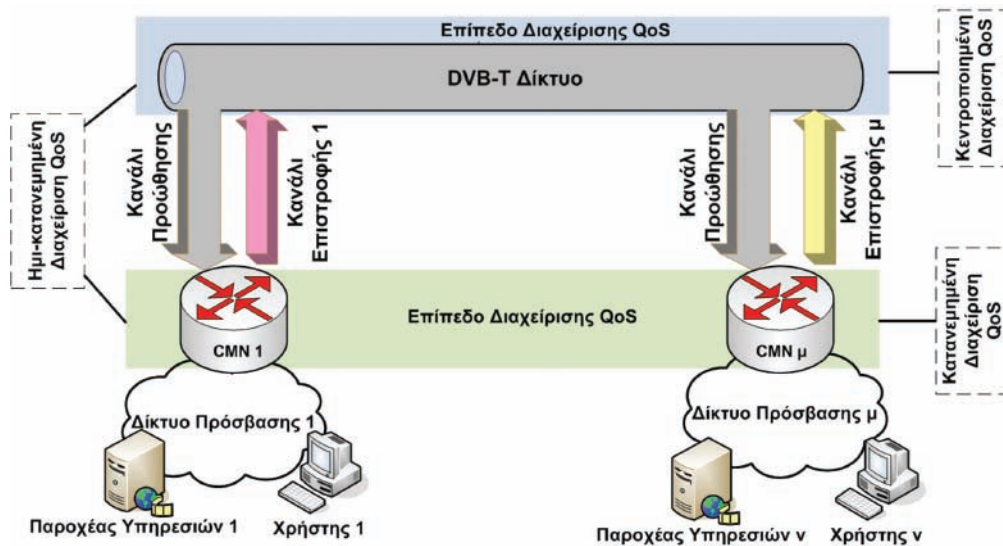 Επίπεδο Διαχείρισης QoS
DVB-T Δίκτυο
Κεντροποιημένη
Διαχείριση QoS
Ημι-κατανεμημένη
Διαχείριση QoS
Κανάλι
Προώθησης
Κανάλι
Επιστροφής 1
Κανάλι
Προώθησης
Κανάλι
Επιστροφής μ
Επίπεδο Διαχείρισης QoS
CMN 1
CMN μ
Κατανεμημένη
Διαχείριση
QoS
Δίκτυο Πρόσβασης 1
Δίκτυο Πρόσβασης μ
Παροχέας Υπηρεσιών 1
Χρήστης 1
Παροχέας Υπηρεσιών ν
Χρήστης ν